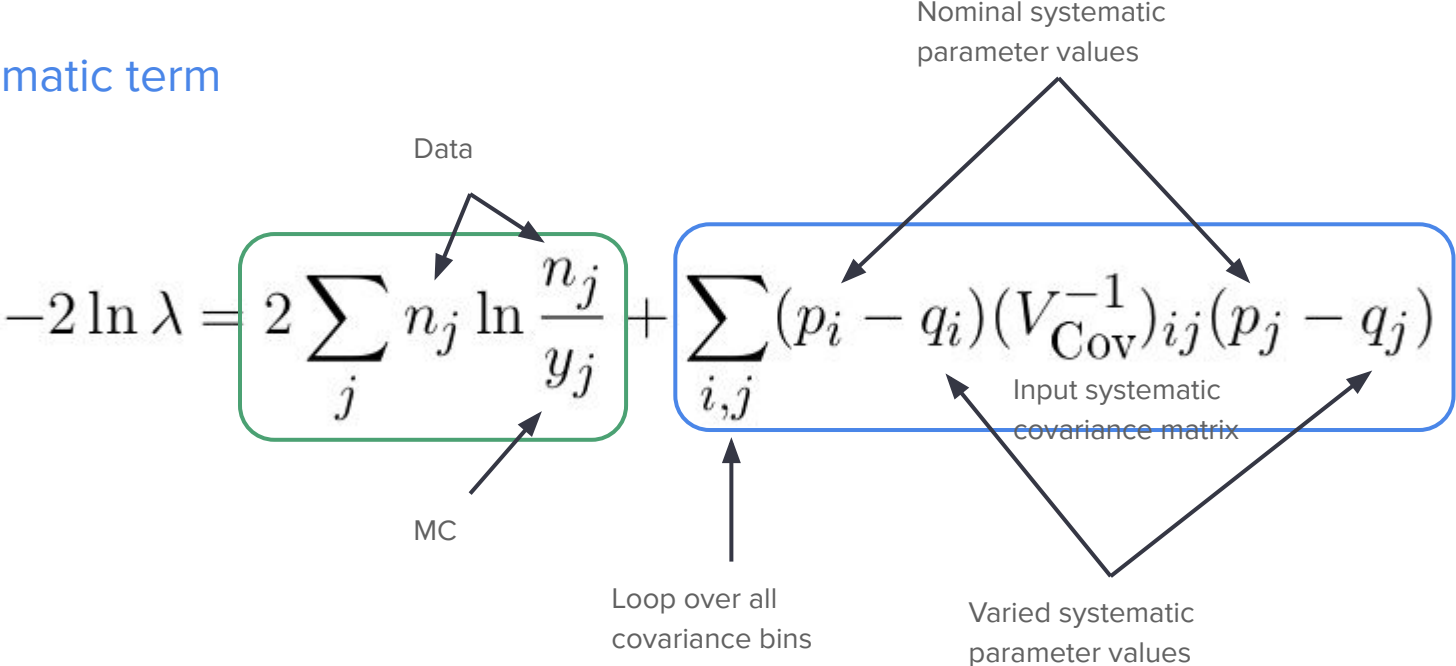 Nominal systematic
parameter values
matic term
Data
−2 ln λ = 2 ∑_j n_j ln n_j/y_j + ∑_{i,j} (p_i − q_i)(V_Cov^{−1})_{ij}(p_j − q_j)
Input systematic
covariance matrix
MC
Loop over all
covariance bins
Varied systematic
parameter values